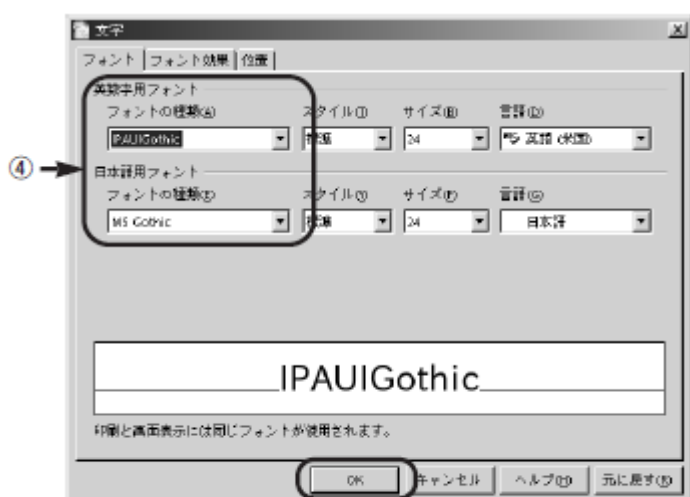 文字
フォント フォント効果 位置
英数字用フォント
フォントの種類(A) スタイル(I) サイズ(B) 言語(D)
IPAUIGothic 標準 24 英語 (米国)
④
日本語用フォント
フォントの種類(E) スタイル(Y) サイズ(F) 言語(G)
MS Gothic 標準 24 日本語
IPAUIGothic
印刷と画面表示には同じフォントが使用されます。
OK キャンセル ヘルプ(H) 元に戻す(R)